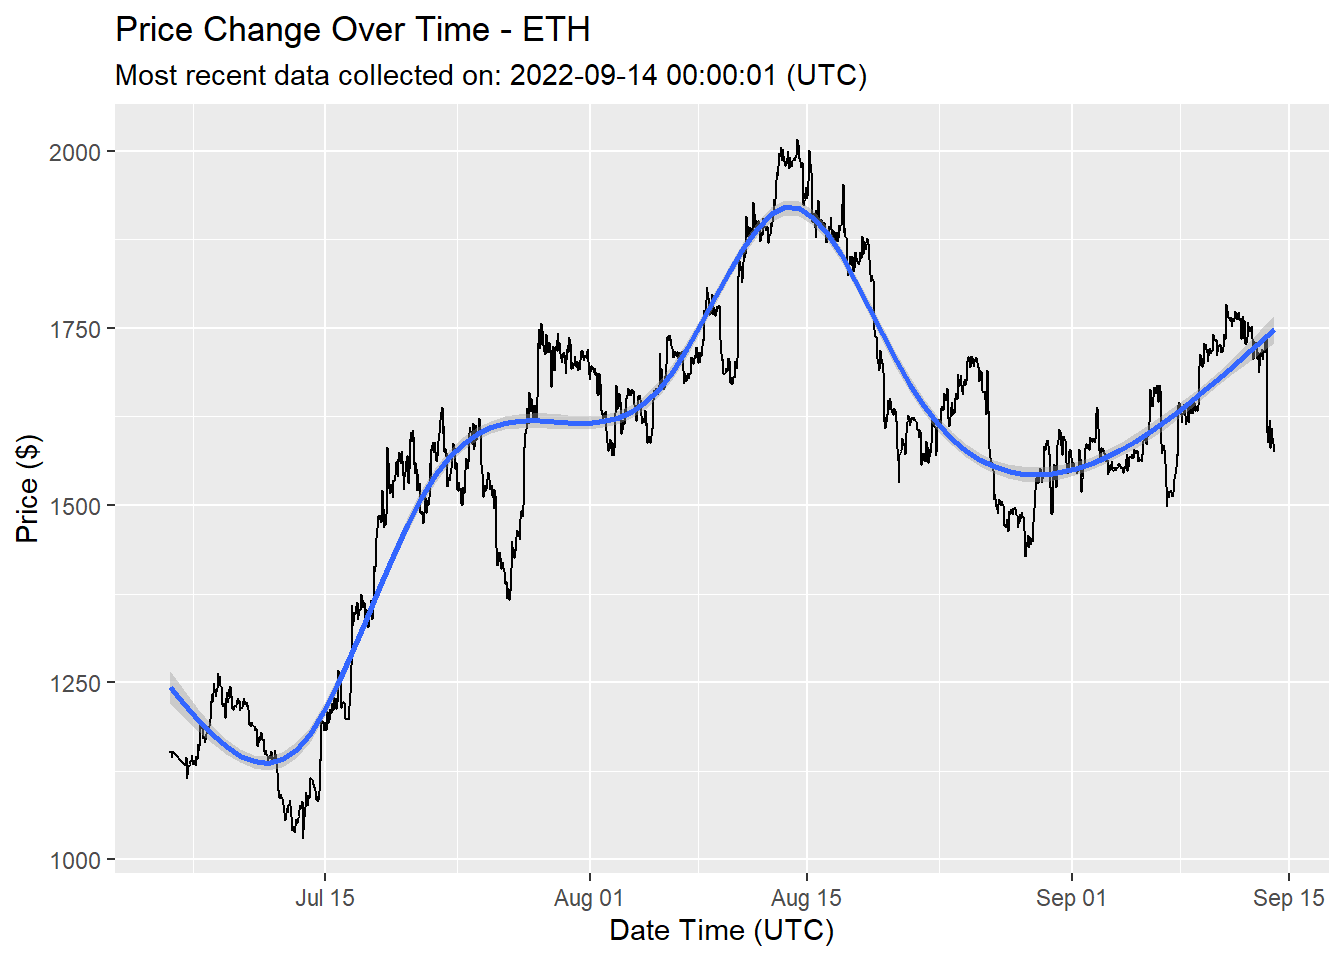 Price Change Over Time - ETH
Most recent data collected on: 2022-09-14 00:00:01 (UTC)
Price ($)
2000
1750
1500
1250
1000
Jul 15
Aug 01
Aug 15
Sep 01
Sep 15
Date Time (UTC)